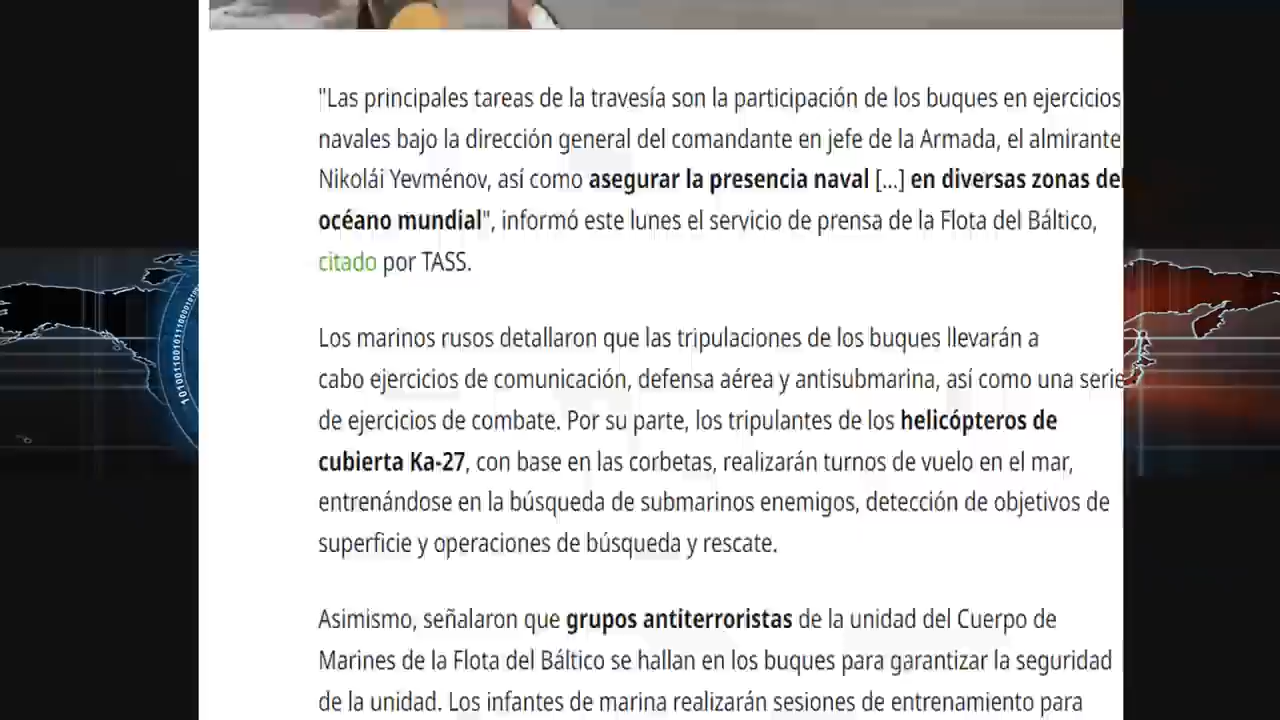 "Las principales tareas de la travesía son la participación de los buques en ejercicios
navales bajo la dirección general del comandante en jefe de la Armada, el almirante
Nikolái Yevménov, así como asegurar la presencia naval [...] en diversas zonas del
océano mundial", informó este lunes el servicio de prensa de la Flota del Báltico,
citado por TASS.
Los marinos rusos detallaron que las tripulaciones de los buques llevarán a
cabo ejercicios de comunicación, defensa aérea y antisubmarina, así como una serie
de ejercicios de combate. Por su parte, los tripulantes de los helicópteros de
cubierta Ka-27, con base en las corbetas, realizarán turnos de vuelo en el mar,
entrenándose en la búsqueda de submarinos enemigos, detección de objetivos de
superficie y operaciones de búsqueda y rescate.
Asimismo, señalaron que grupos antiterroristas de la unidad del Cuerpo de
Marines de la Flota del Báltico se hallan en los buques para garantizar la seguridad
de la unidad. Los infantes de marina realizarán sesiones de entrenamiento para